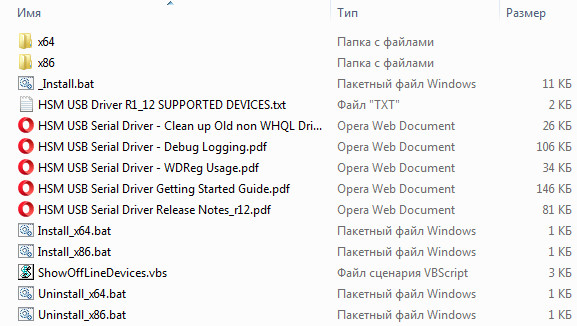 Имя Тип Размер
x64 Папка с файлами
x86 Папка с файлами
_Install.bat Пакетный файл Windows 11 КБ
HSM USB Driver R1_12 SUPPORTED DEVICES.txt Файл "TXT" 2 КБ
HSM USB Serial Driver - Clean up Old non WHQL Dri... Opera Web Document 26 КБ
HSM USB Serial Driver - Debug Logging.pdf Opera Web Document 106 КБ
HSM USB Serial Driver - WDReg Usage.pdf Opera Web Document 34 КБ
HSM USB Serial Driver Getting Started Guide.pdf Opera Web Document 146 КБ
HSM USB Serial Driver Release Notes_r12.pdf Opera Web Document 81 КБ
Install_x64.bat Пакетный файл Windows 1 КБ
Install_x86.bat Пакетный файл Windows 1 КБ
ShowOffLineDevices.vbs Файл сценария VBScript 3 КБ
Uninstall_x64.bat Пакетный файл Windows 1 КБ
Uninstall_x86.bat Пакетный файл Windows 1 КБ